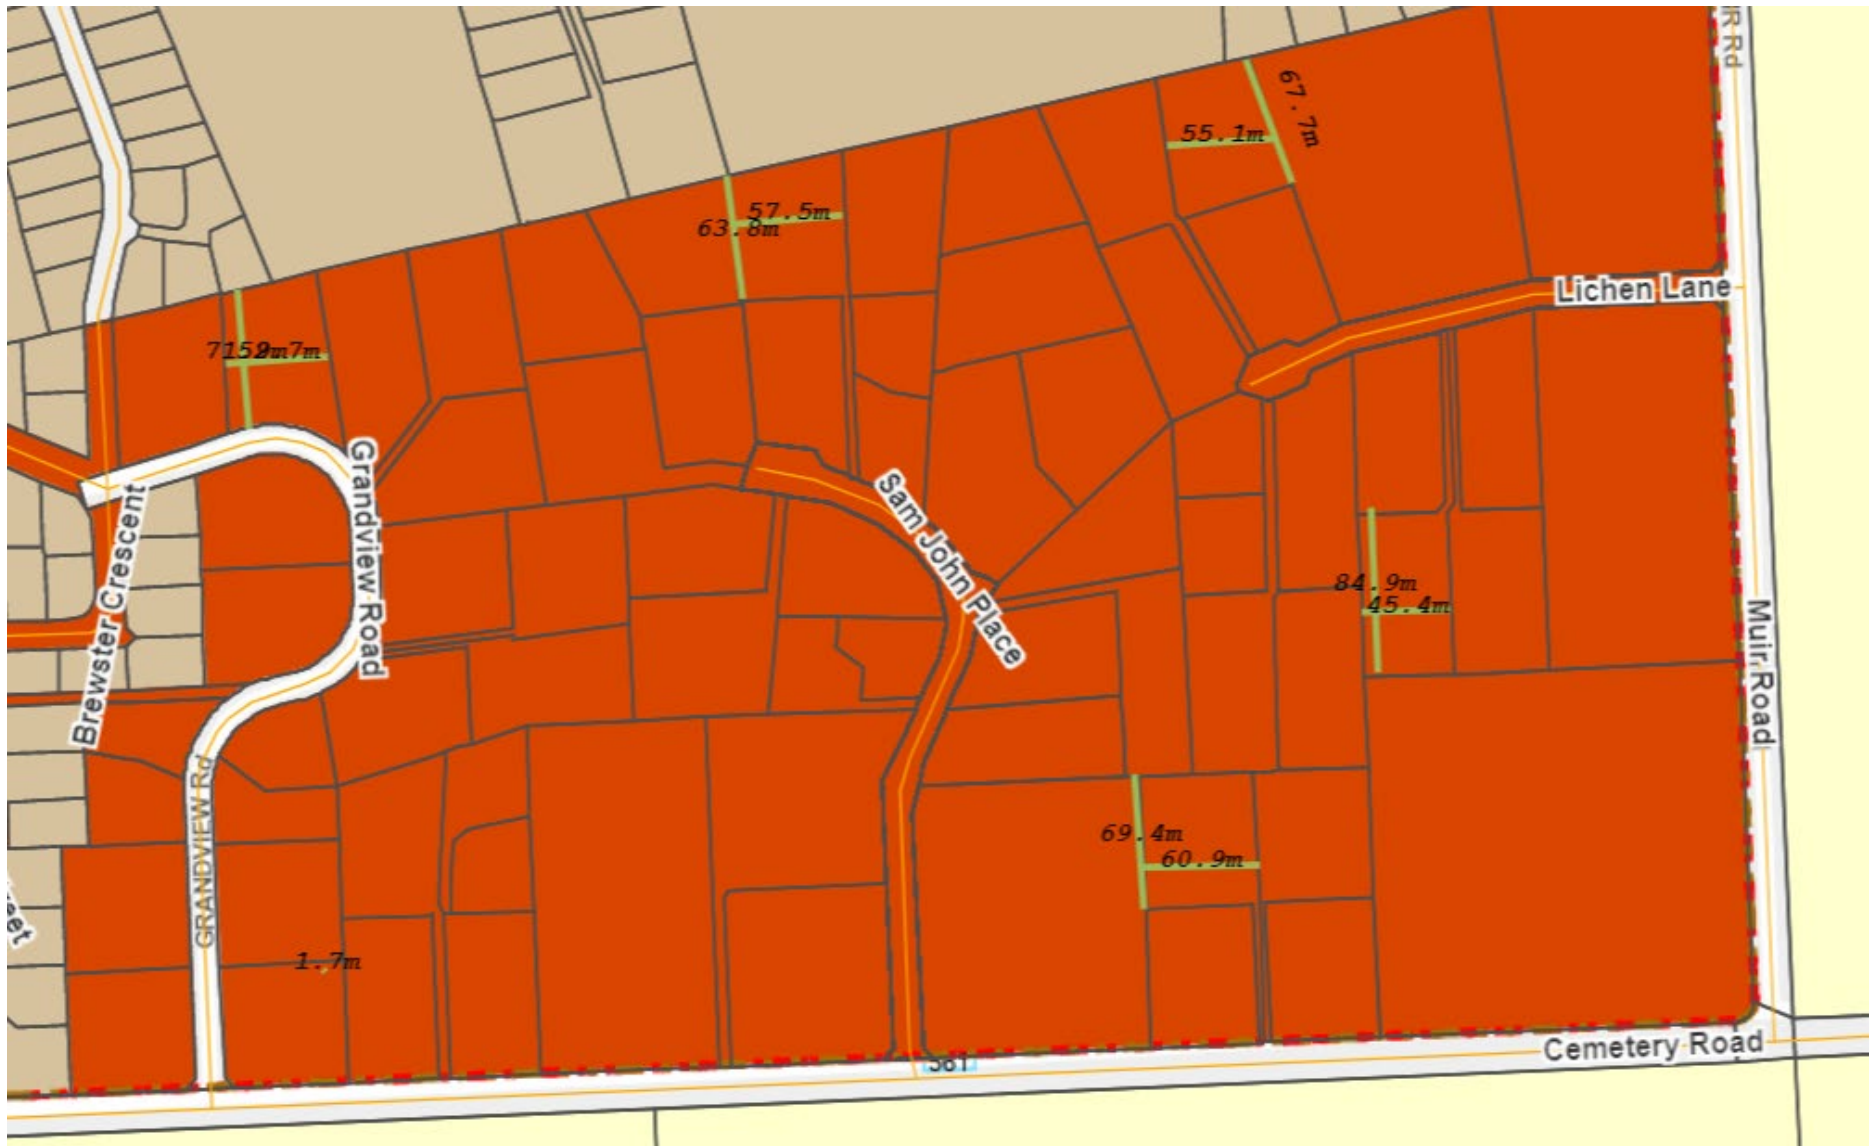 R Rd
67.7m
55.1m
57.5m
63.8m
Lichen Lane
Grandview Road
Sam John Place
Brewster Crescent
84.9m
45.4m
Muir Road
GRANDVIEW Rd
69.4m
60.9m
eet
1.7m
Cemetery Road